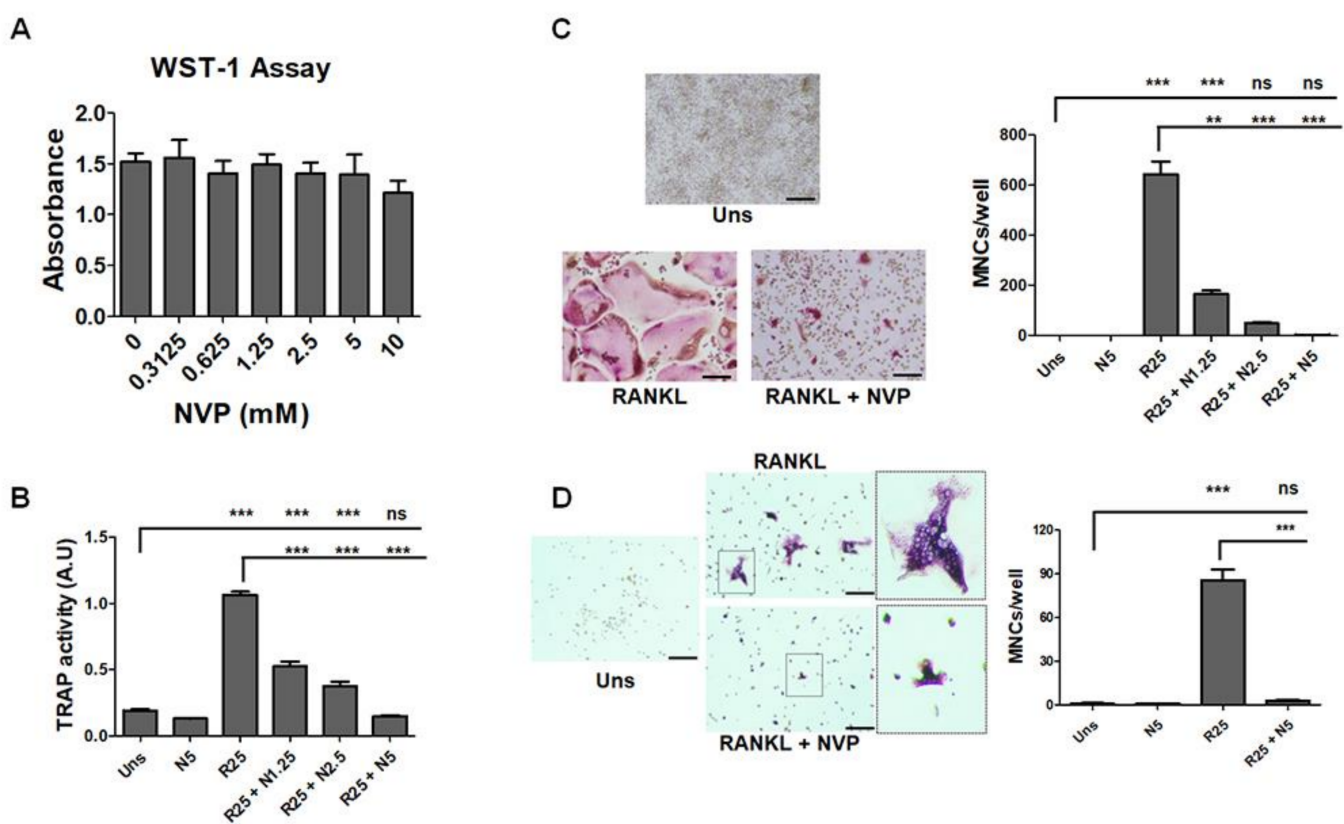 A
WST-1 Assay
Absorbance
2.0
1.5
1.0
0.5
0.0
0
0.3125
0.625
1.25
2.5
5
10
NVP (mM)
B
TRAP activity (A.U)
*** *** *** ns
*** *** ***
1.5
1.0
0.5
0.0
Uns
N5
R25
R25 + N1.25
R25 + N2.5
R25 + N5
C
Uns
RANKL
RANKL + NVP
*** *** ns ns
** *** ***
MNCs/well
800
600
400
200
0
Uns
N5
R25
R25 + N1.25
R25 + N2.5
R25 + N5
D
RANKL
Uns
RANKL + NVP
*** ns
***
MNCs/well
120
90
60
30
0
Uns
N5
R25
R25 + N5